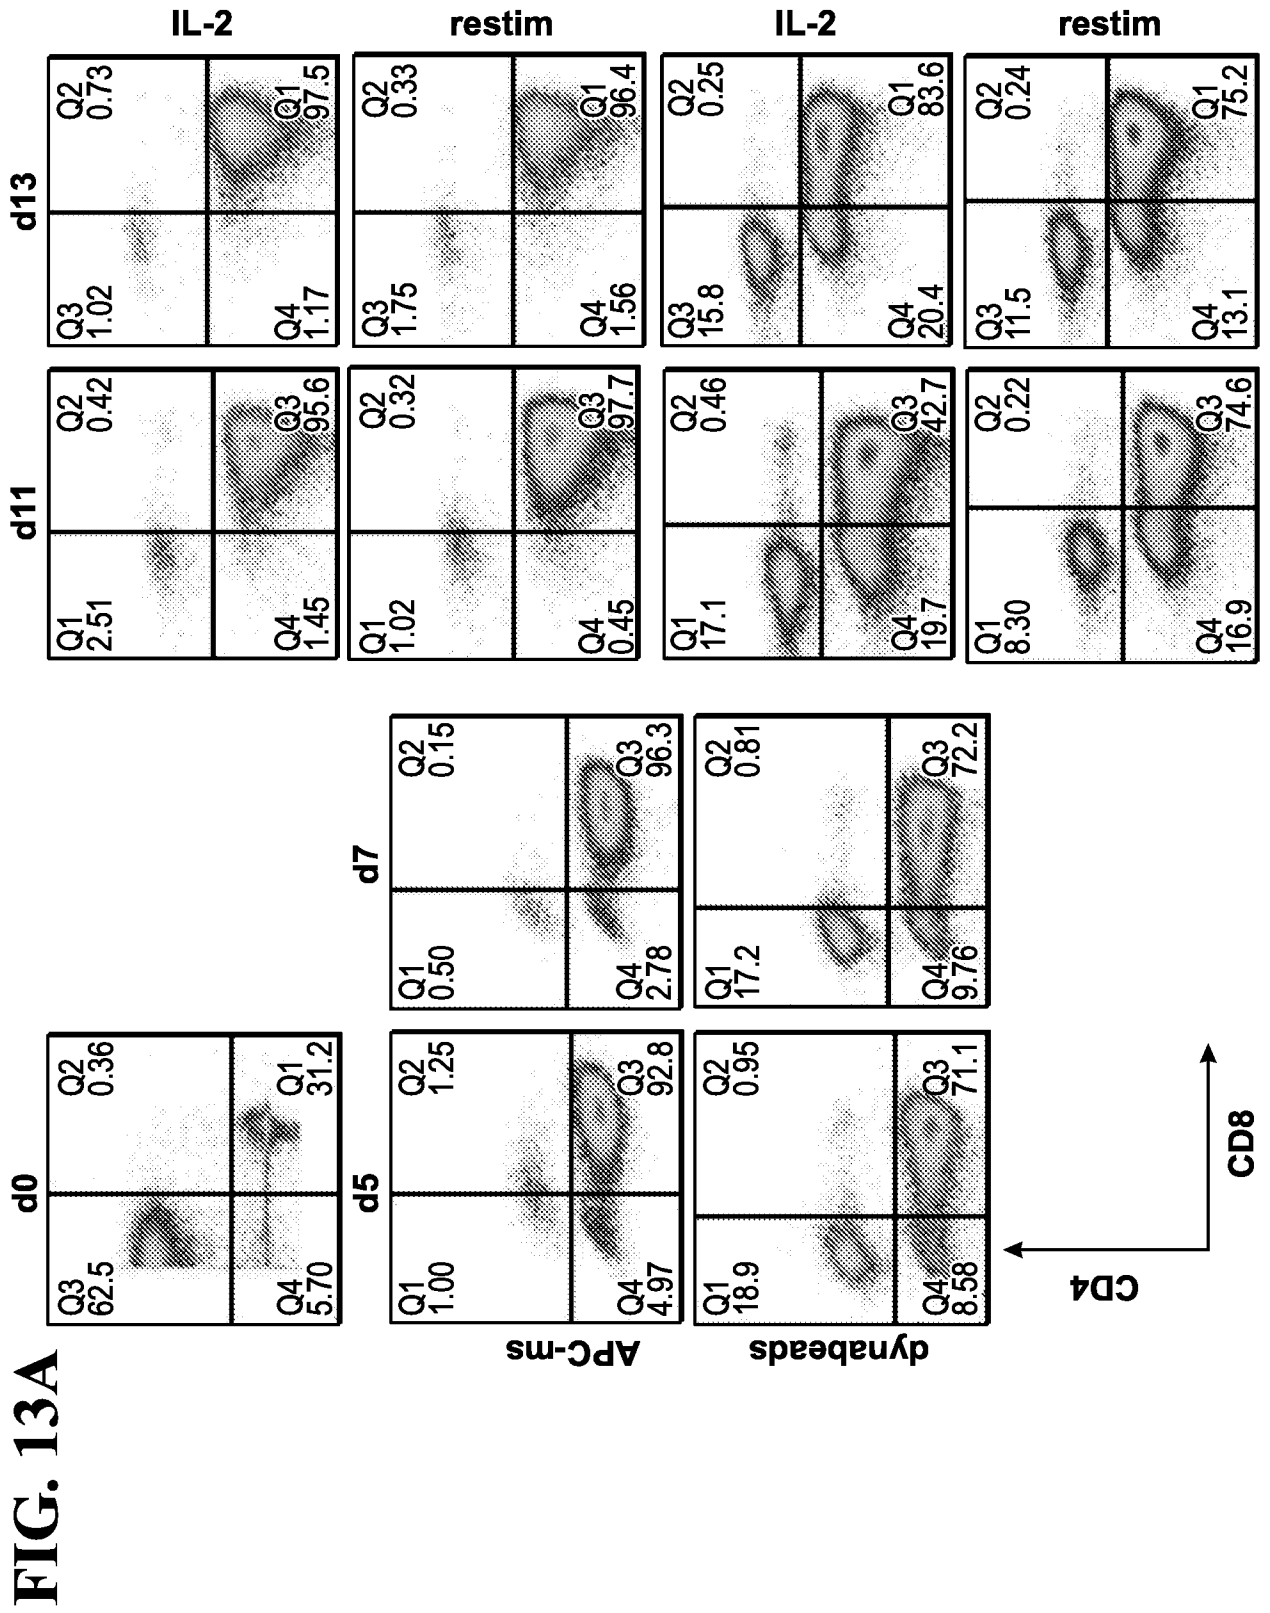 FIG. 13A
d0
Q3
62.5
Q2
0.36
Q4
5.70
Q1
31.2
d5
d7
APC-ms
Q1
1.00
Q2
1.25
Q4
4.97
Q3
92.8
Q1
0.50
Q2
0.15
Q4
2.78
Q3
96.3
dynabeads
Q1
18.9
Q2
0.95
Q4
8.58
Q3
71.1
Q1
17.2
Q2
0.81
Q4
9.76
Q3
72.2
CD4
CD8
d11
d13
Q1
2.51
Q2
0.42
Q4
1.45
Q3
95.6
Q3
1.02
Q2
0.73
Q4
1.17
Q1
97.5
IL-2
Q1
1.02
Q2
0.32
Q4
0.45
Q3
97.7
Q3
1.75
Q2
0.33
Q4
1.56
Q1
96.4
restim
Q1
17.1
Q2
0.46
Q4
19.7
Q3
42.7
Q3
15.8
Q2
0.25
Q4
20.4
Q1
83.6
IL-2
Q1
8.30
Q2
0.22
Q4
16.9
Q3
74.6
Q3
11.5
Q2
0.24
Q4
13.1
Q1
75.2
restim